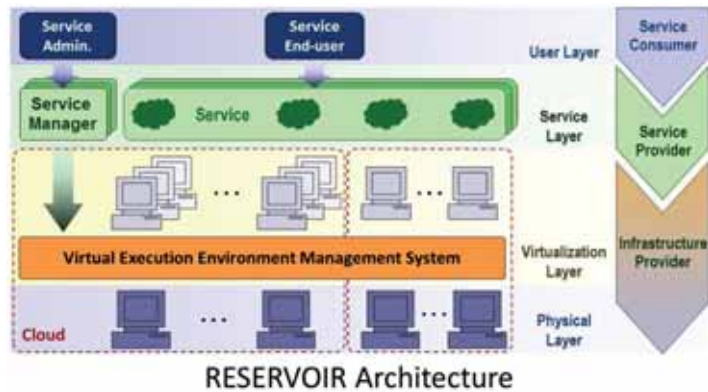 Service
Admin.
Service
End-user
User Layer
Service
Consumer
Service
Manager
Service
Service
Layer
Service
Provider
...
...
Virtual Execution Environment Management System
Virtualization
Layer
Infrastructure
Provider
...
...
Cloud
Physical
Layer
RESERVOIR Architecture